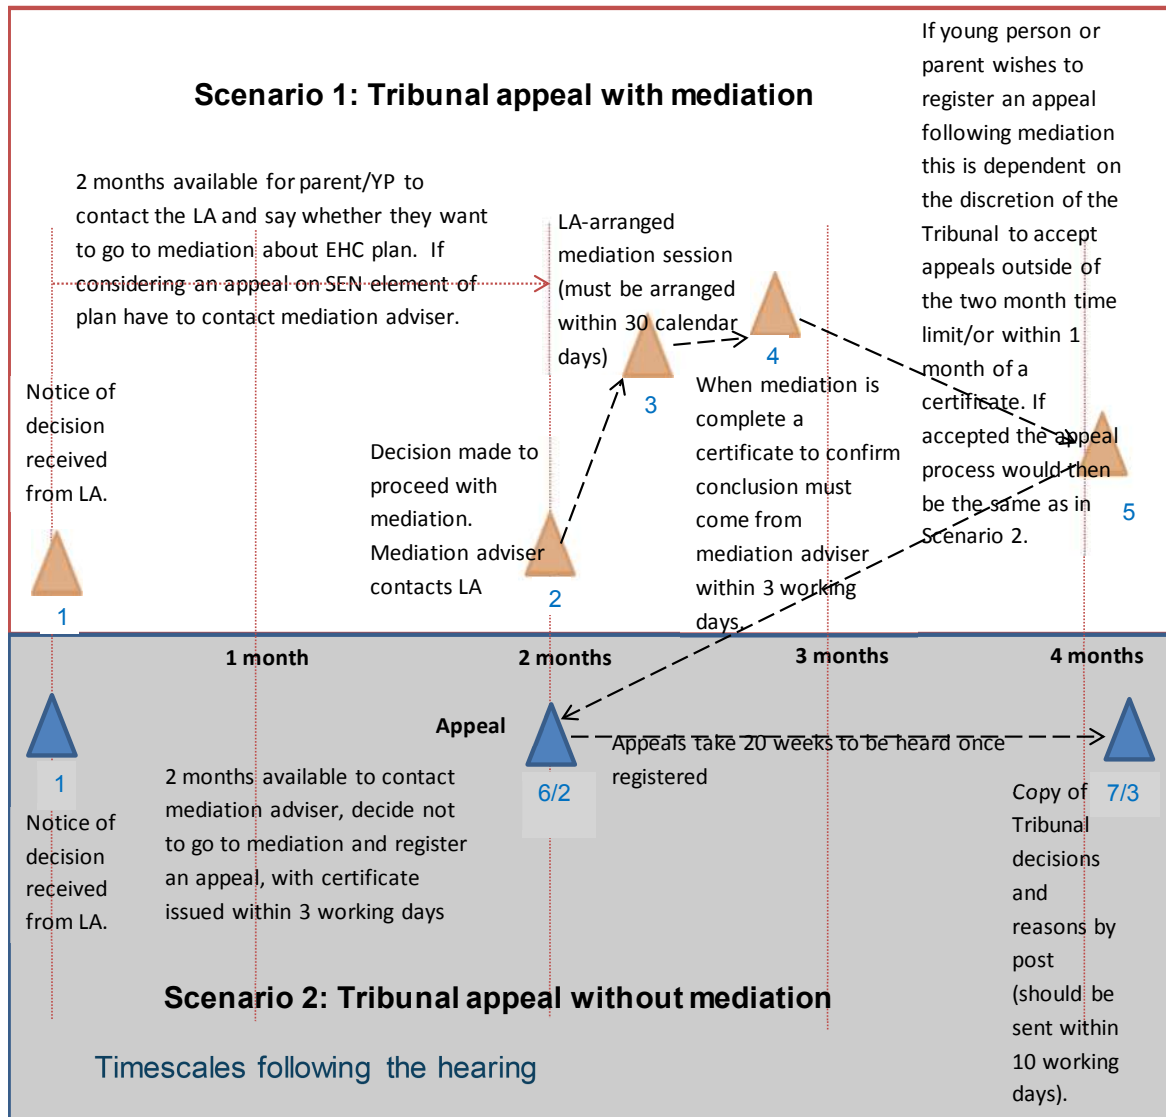 Scenario 1: Tribunal appeal with mediation
2 months available for parent/YP to
contact the LA and say whether they want
to go to mediation about EHC plan. If
considering an appeal on SEN element of
plan have to contact mediation adviser.
Notice of
decision
received
from LA.
1
Decision made to
proceed with
mediation.
Mediation adviser
contacts LA
2
LA-arranged
mediation session
(must be arranged
within 30 calendar
days)
3
4
When mediation is
complete a
certificate to confirm
conclusion must
come from
mediation adviser
within 3 working
days.
If young person or
parent wishes to
register an appeal
following mediation
this is dependent on
the discretion of the
Tribunal to accept
appeals outside of
the two month time
limit/or within 1
month of a
certificate. If
accepted the appeal
process would then
be the same as in
Scenario 2.
5
1 month
2 months
3 months
4 months
1
Notice of
decision
received
from LA.
2 months available to contact
mediation adviser, decide not
to go to mediation and register
an appeal, with certificate
issued within 3 working days
Appeal
6/2
Appeals take 20 weeks to be heard once
registered
7/3
Copy of
Tribunal
decisions
and
reasons by
post
(should be
sent within
10 working
days).
Scenario 2: Tribunal appeal without mediation
Timescales following the hearing